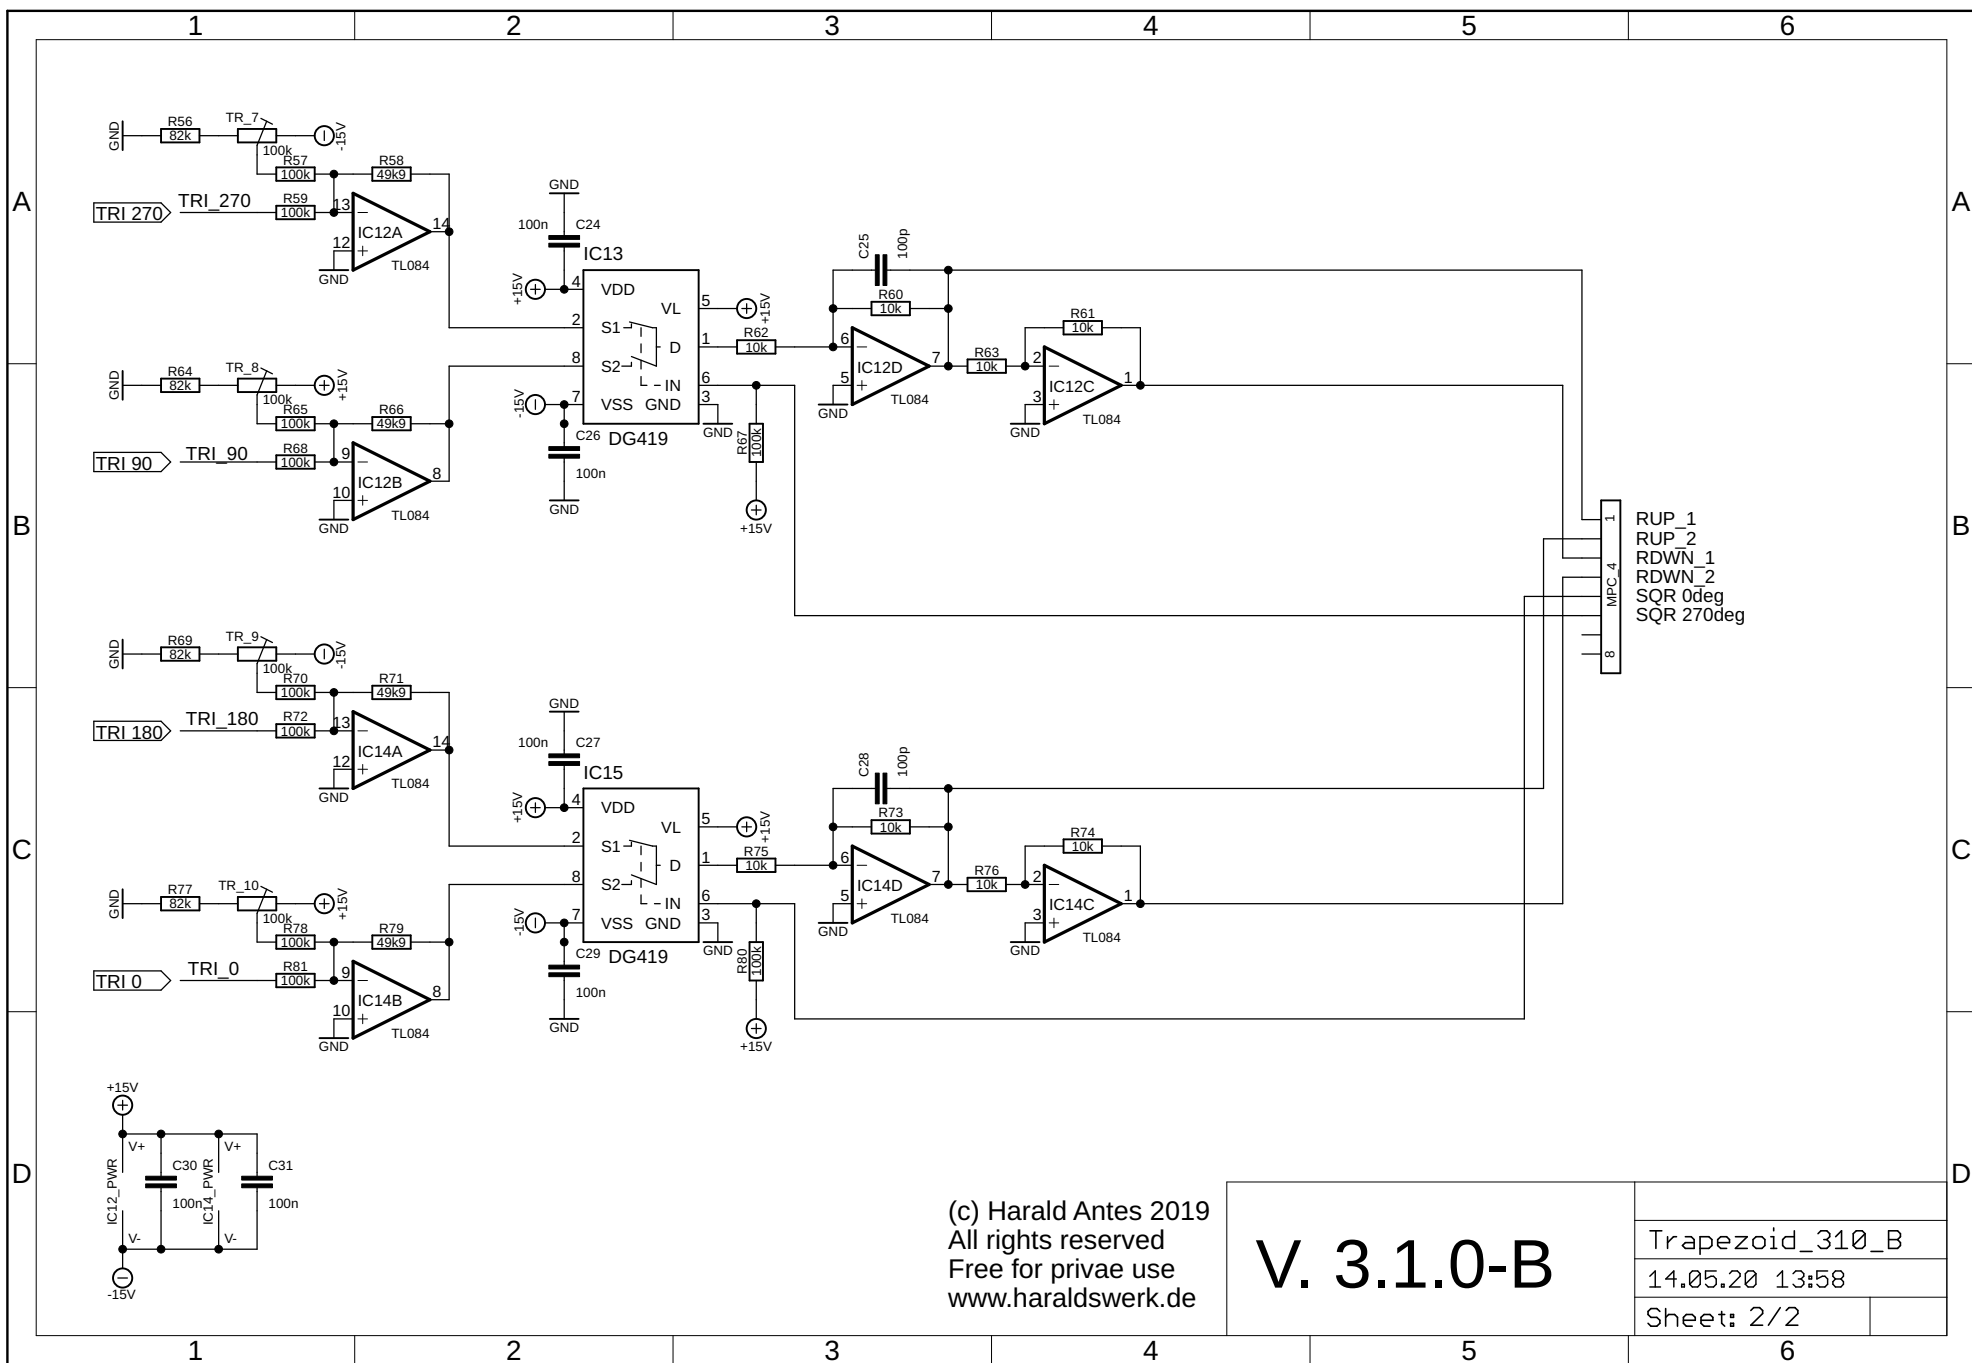 1 2 3 4 5 6
A
B
C
D
A
B
C
D
1 2 3 4 5 6
GND
R56
82k
TR_7
100k
-15V
R57
100k
R58
49k9
TRI 270
TRI_270
R59
100k
13
12
14
IC12A
TL084
GND
GND
R64
82k
TR_8
100k
+15V
R65
100k
R66
49k9
TRI 90
TRI_90
R68
100k
9
10
8
IC12B
TL084
GND
GND
100n
C24
IC13
+15V
4
VDD
VL
5
+15V
2
S1
D
1
8
S2
IN
6
-15V
7
VSS
GND
3
GND
DG419
C26
100n
GND
R62
10k
R67
100k
+15V
C25
100p
R60
10k
6
5
7
IC12D
TL084
GND
R63
10k
R61
10k
2
3
1
IC12C
TL084
GND
1
MPC_4
8
RUP_1
RUP_2
RDWN_1
RDWN_2
SQR 0deg
SQR 270deg
GND
R69
82k
TR_9
100k
-15V
R70
100k
R71
49k9
TRI 180
TRI_180
R72
100k
13
12
14
IC14A
TL084
GND
GND
R77
82k
TR_10
100k
+15V
R78
100k
R79
49k9
TRI 0
TRI_0
R81
100k
9
10
8
IC14B
TL084
GND
GND
100n
C27
IC15
+15V
4
VDD
VL
5
+15V
2
S1
D
1
8
S2
IN
6
-15V
7
VSS
GND
3
GND
DG419
C29
100n
GND
R75
10k
R80
100k
+15V
C28
100p
R73
10k
6
5
7
IC14D
TL084
GND
R76
10k
R74
10k
2
3
1
IC14C
TL084
GND
+15V
V+
V+
IC12_PWR
C30
100n
IC14_PWR
C31
100n
V-
V-
-15V
(c) Harald Antes 2019
All rights reserved
Free for privae use
www.haraldswerk.de
V. 3.1.0-B
Trapezoid_310_B
14.05.20 13:58
Sheet: 2/2